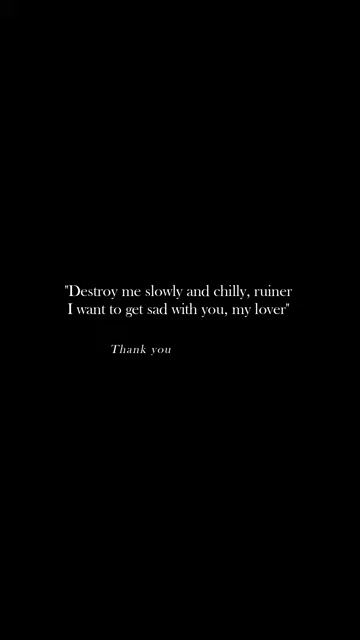 "Destroy me slowly and chilly, ruiner
I want to get sad with you, my lover"
Thank you